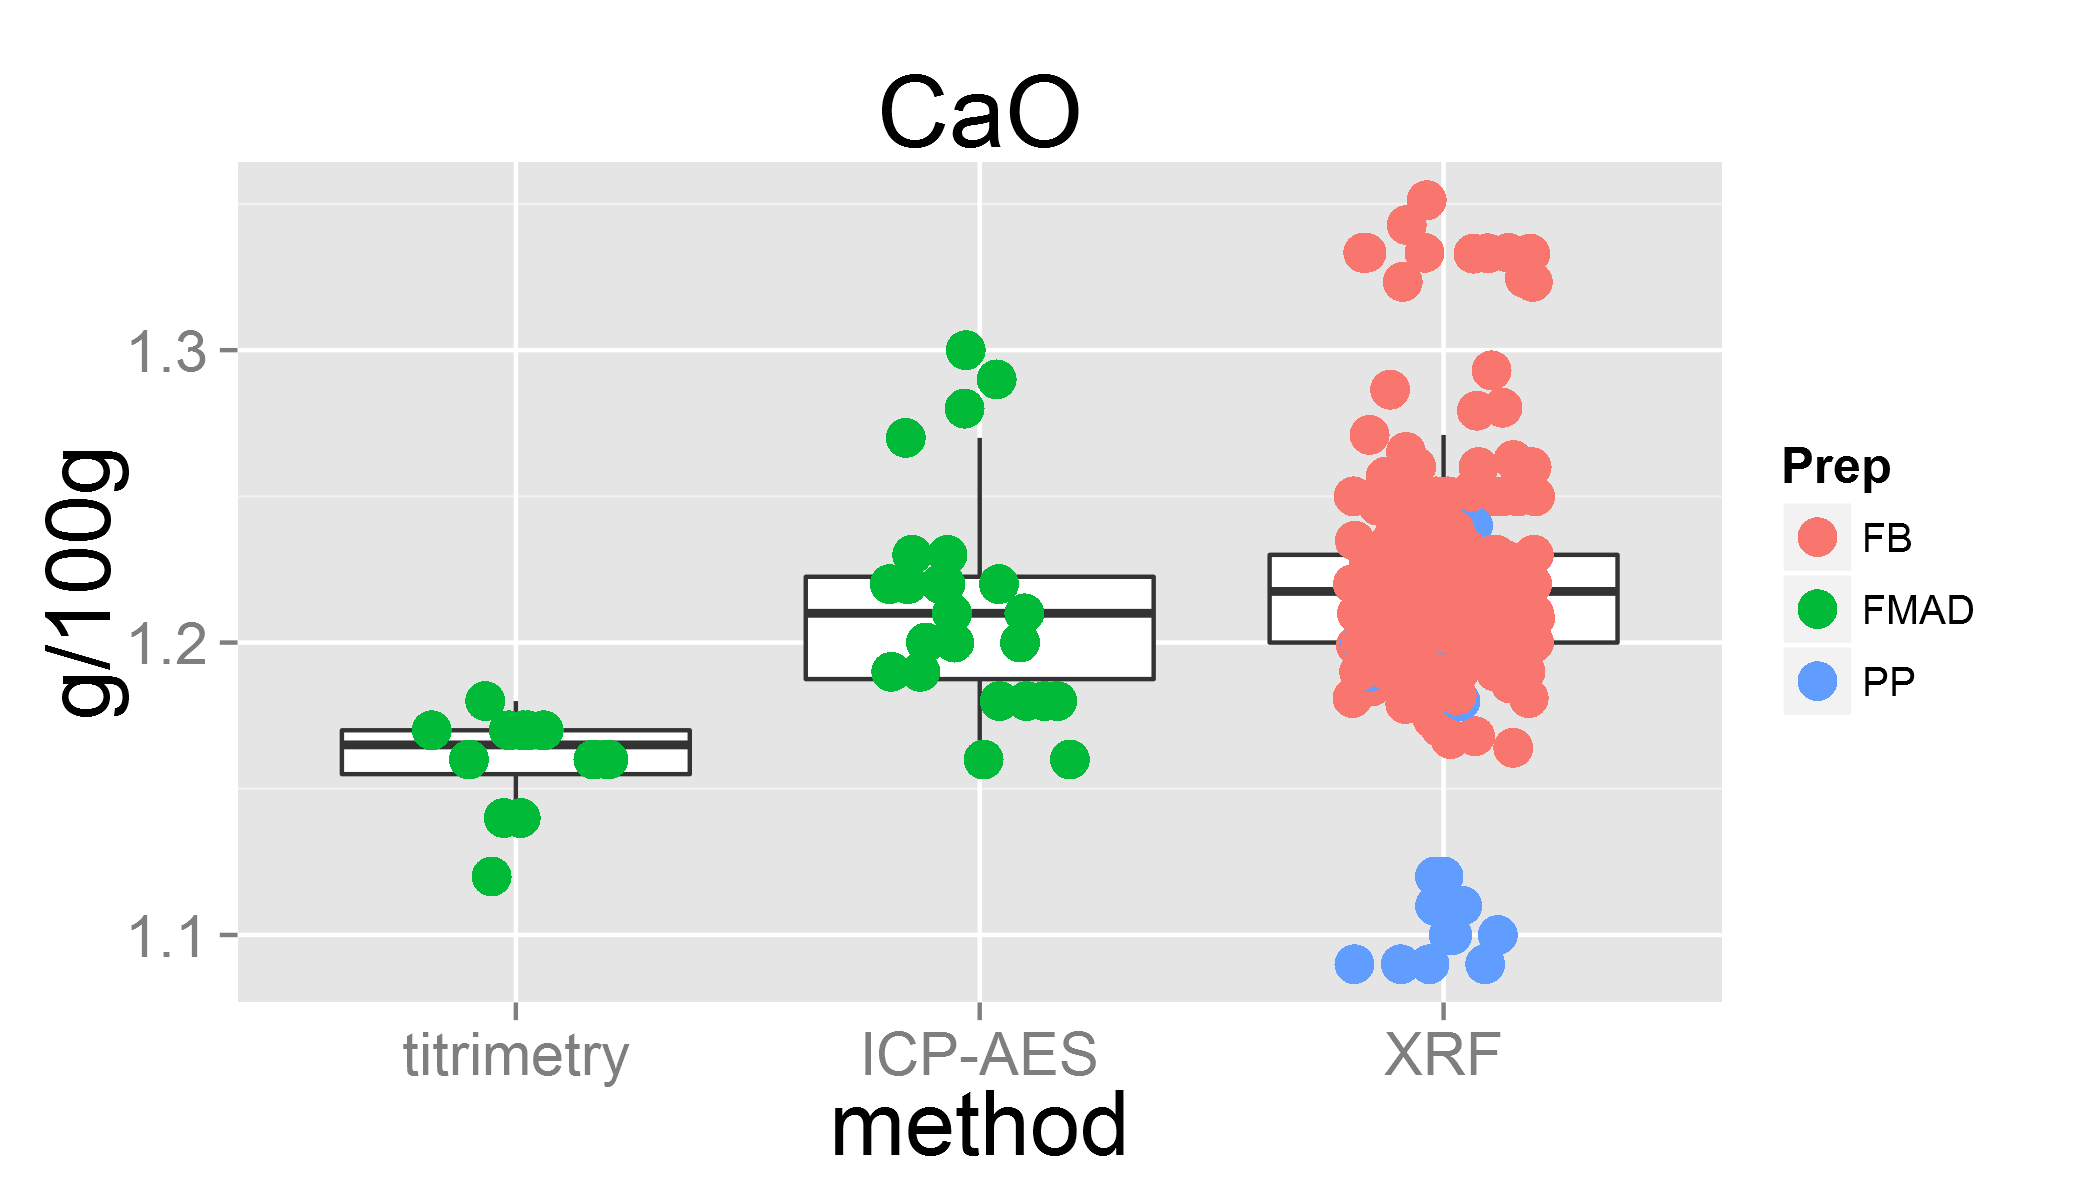 CaO
g/100g
1.3
1.2
1.1
titrimetry ICP-AES XRF
method
Prep
FB
FMAD
PP